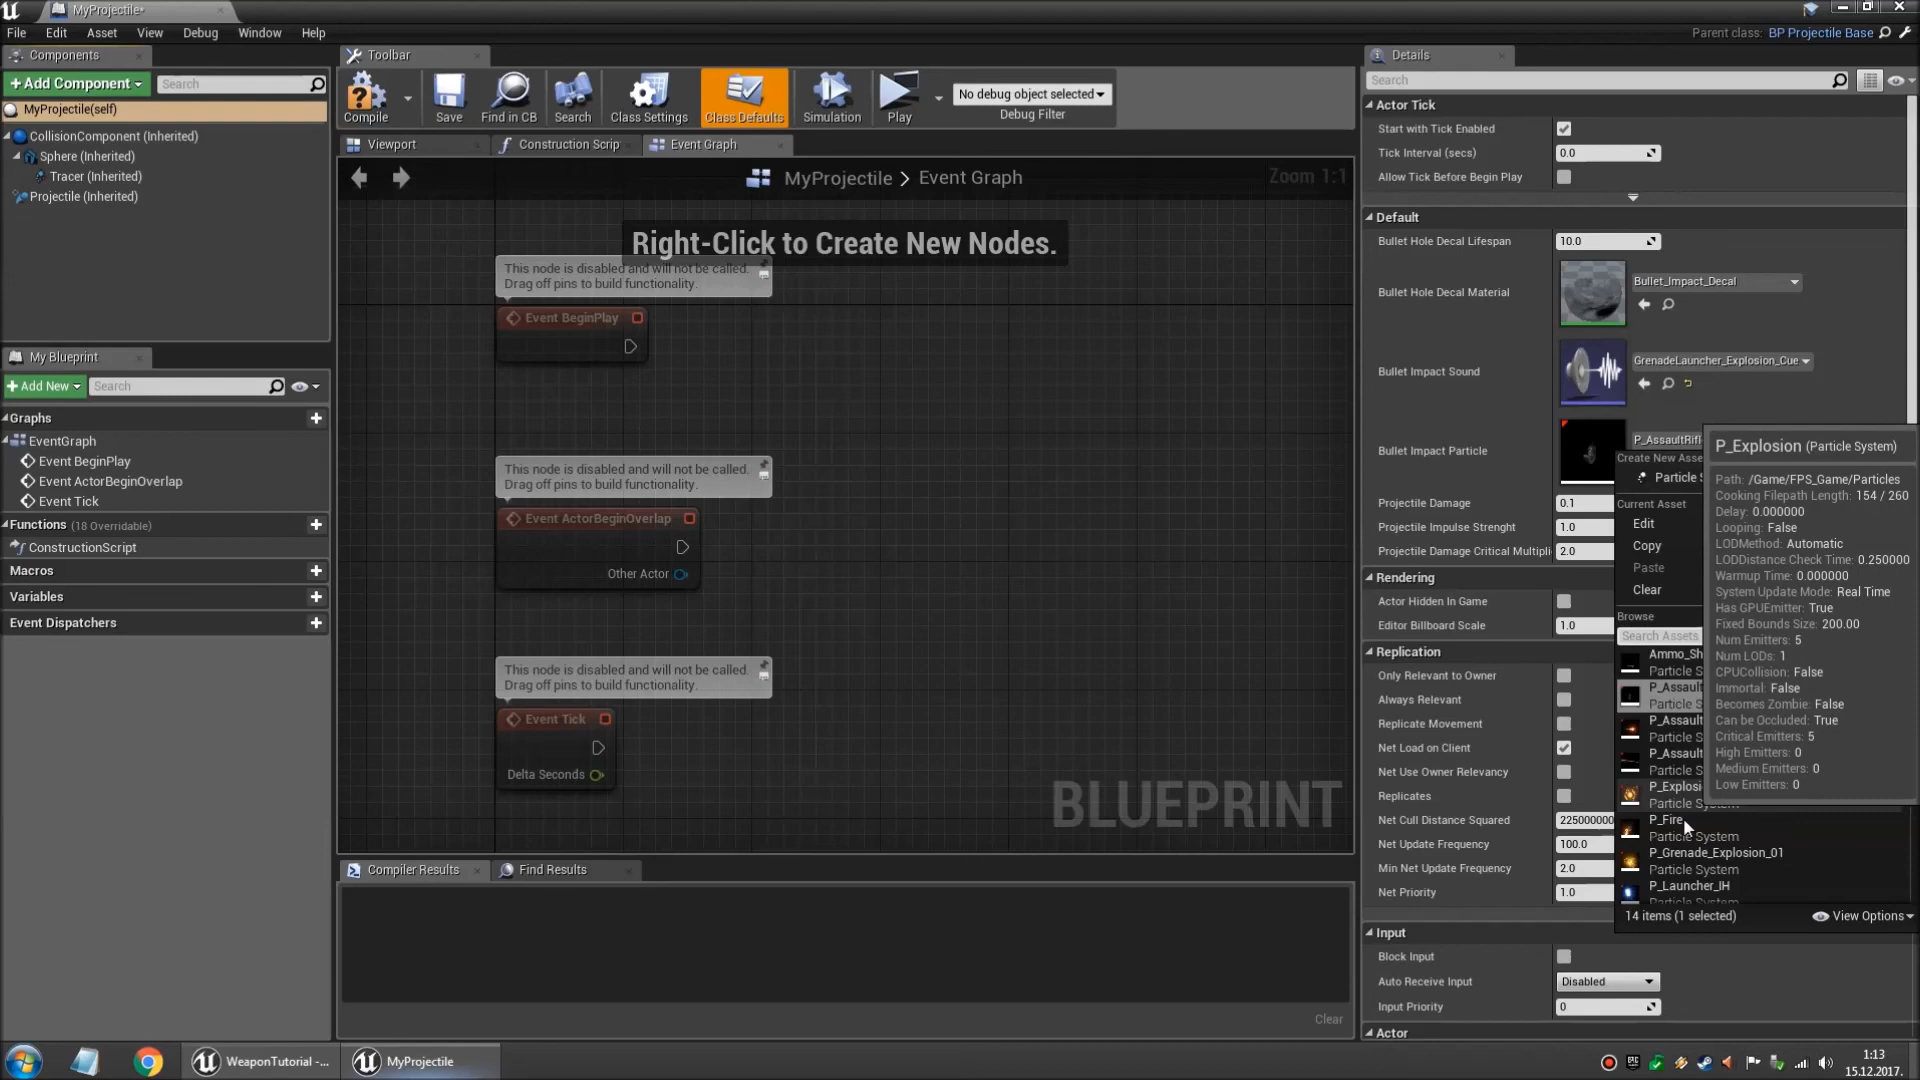 MyProjectile*
File Edit Asset View Debug Window Help
Parent class: BP Projectile Base
Components
+Add Component
Search
MyProjectile(self)
CollisionComponent (Inherited)
Sphere (Inherited)
Tracer (Inherited)
Projectile (Inherited)
My Blueprint
+Add New
Search
Graphs
EventGraph
Event BeginPlay
Event ActorBeginOverlap
Event Tick
Functions (18 Overridable)
ConstructionScript
Macros
Variables
Event Dispatchers
Toolbar
Compile
Save
Find in CB
Search
Class Settings
Class Defaults
Simulation
Play
No debug object selected
Debug Filter
Viewport
Construction Scrip
Event Graph
MyProjectile > Event Graph
Zoom 1:1
Right-Click to Create New Nodes.
This node is disabled and will not be called.
Drag off pins to build functionality.
Event BeginPlay
This node is disabled and will not be called.
Drag off pins to build functionality.
Event ActorBeginOverlap
Other Actor
This node is disabled and will not be called.
Drag off pins to build functionality.
Event Tick
Delta Seconds
BLUEPRINT
Compiler Results
Find Results
Clear
Details
Search
Actor Tick
Start with Tick Enabled
Tick Interval (secs) 0.0
Allow Tick Before Begin Play
Default
Bullet Hole Decal Lifespan 10.0
Bullet Hole Decal Material Bullet_Impact_Decal
Bullet Impact Sound GrenadeLauncher_Explosion_Cue
Bullet Impact Particle P_AssaultRifl
Projectile Damage 0.1
Projectile Impulse Strenght 1.0
Projectile Damage Critical Multipli 2.0
Rendering
Actor Hidden In Game
Editor Billboard Scale 1.0
Replication
Only Relevant to Owner
Always Relevant
Replicate Movement
Net Load on Client
Net Use Owner Relevancy
Replicates
Net Cull Distance Squared 225000000
Net Update Frequency 100.0
Min Net Update Frequency 2.0
Net Priority 1.0
Input
Block Input
Auto Receive Input Disabled
Input Priority 0
Actor
Create New Asse
Particle S
Current Asset
Edit
Copy
Paste
Clear
Browse
Search Assets
Ammo_Sh
Particle S
P_Assault
Particle S
P_Assault
Particle S
P_Assault
Particle S
P_Explosi
Particle System
P_Fire
Particle System
P_Grenade_Explosion_01
Particle System
P_Launcher_IH
Particle System
14 items (1 selected)
View Options
P_Explosion (Particle System)
Path: /Game/FPS_Game/Particles
Cooking Filepath Length: 154 / 260
Delay: 0.000000
Looping: False
LODMethod: Automatic
LODDistance Check Time: 0.250000
Warmup Time: 0.000000
System Update Mode: Real Time
Has GPUEmitter: True
Fixed Bounds Size: 200.00
Num Emitters: 5
Num LODs: 1
CPUCollision: False
Immortal: False
Becomes Zombie: False
Can be Occluded: True
Critical Emitters: 5
High Emitters: 0
Medium Emitters: 0
Low Emitters: 0
WeaponTutorial -...
MyProjectile
1:13
15.12.2017.